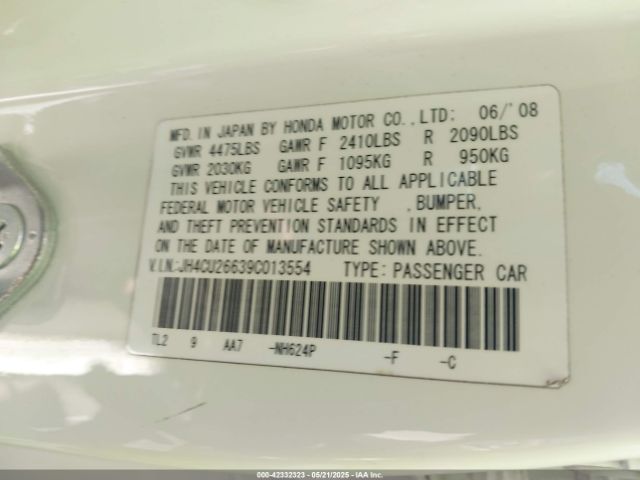 MFD. IN JAPAN BY HONDA MOTOR CO., LTD: 06/'08
GVWR 4475LBS GAWR F 2410LBS R 2090LBS
GVWR 2030KG GAWR F 1095KG R 950KG
THIS VEHICLE CONFORMS TO ALL APPLICABLE
FEDERAL MOTOR VEHICLE SAFETY , BUMPER,
AND THEFT PREVENTION STANDARDS IN EFFECT
ON THE DATE OF MANUFACTURE SHOWN ABOVE.
V.I.N.:JH4CU26639C013554 TYPE: PASSENGER CAR
TL2 9 AA7 -NH624P -F -C
000-42332323 --- 05/21/2025 --- IAA Inc.